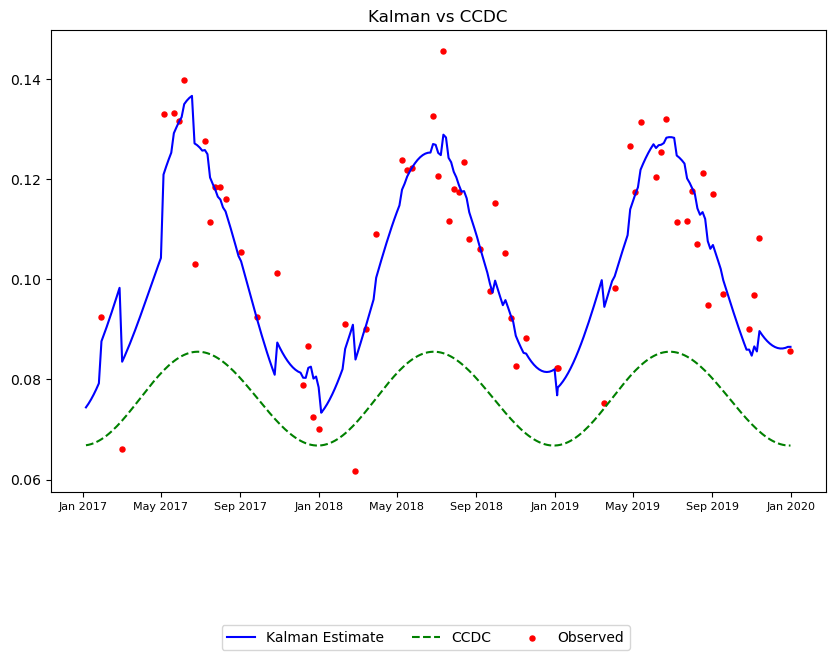 Kalman vs CCDC
0.14
0.12
0.10
0.08
0.06
Jan 2017 May 2017 Sep 2017 Jan 2018 May 2018 Sep 2018 Jan 2019 May 2019 Sep 2019 Jan 2020
Kalman Estimate CCDC Observed